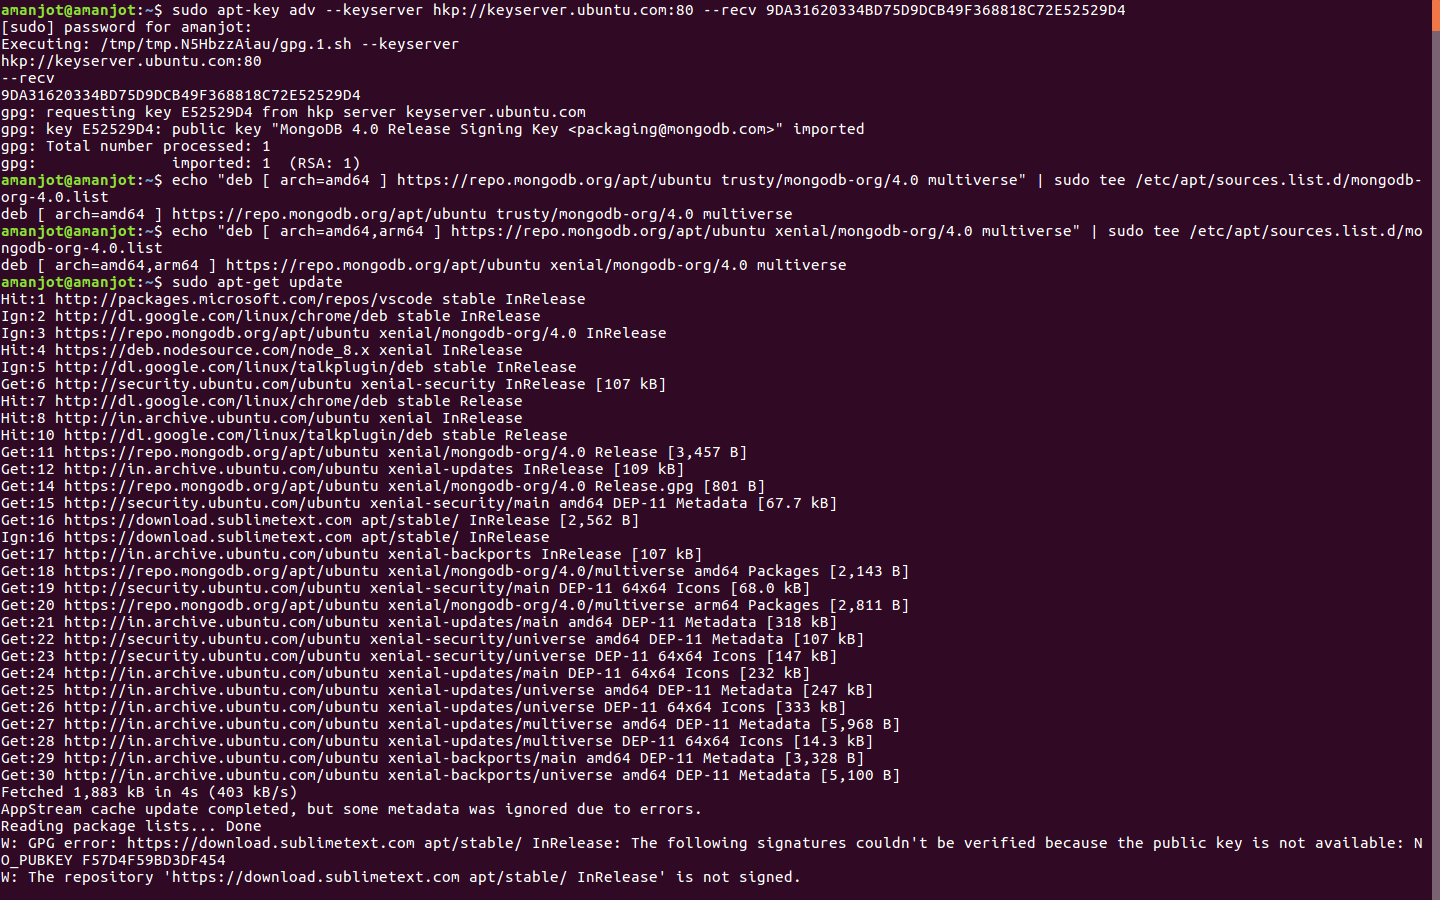 amanjot@amanjot:~$ sudo apt-key adv --keyserver hkp://keyserver.ubuntu.com:80 --recv 9DA31620334BD75D9DCB49F368818C72E52529D4
[sudo] password for amanjot:
Executing: /tmp/tmp.N5HbzzAiau/gpg.1.sh --keyserver
hkp://keyserver.ubuntu.com:80
--recv
9DA31620334BD75D9DCB49F368818C72E52529D4
gpg: requesting key E52529D4 from hkp server keyserver.ubuntu.com
gpg: key E52529D4: public key "MongoDB 4.0 Release Signing Key <packaging@mongodb.com>" imported
gpg: Total number processed: 1
gpg:               imported: 1  (RSA: 1)
amanjot@amanjot:~$ echo "deb [ arch=amd64 ] https://repo.mongodb.org/apt/ubuntu trusty/mongodb-org/4.0 multiverse" | sudo tee /etc/apt/sources.list.d/mongodb-
org-4.0.list
deb [ arch=amd64 ] https://repo.mongodb.org/apt/ubuntu trusty/mongodb-org/4.0 multiverse
amanjot@amanjot:~$ echo "deb [ arch=amd64,arm64 ] https://repo.mongodb.org/apt/ubuntu xenial/mongodb-org/4.0 multiverse" | sudo tee /etc/apt/sources.list.d/mo
ngodb-org-4.0.list
deb [ arch=amd64,arm64 ] https://repo.mongodb.org/apt/ubuntu xenial/mongodb-org/4.0 multiverse
amanjot@amanjot:~$ sudo apt-get update
Hit:1 http://packages.microsoft.com/repos/vscode stable InRelease
Ign:2 http://dl.google.com/linux/chrome/deb stable InRelease
Ign:3 https://repo.mongodb.org/apt/ubuntu xenial/mongodb-org/4.0 InRelease
Hit:4 https://deb.nodesource.com/node_8.x xenial InRelease
Ign:5 http://dl.google.com/linux/talkplugin/deb stable InRelease
Get:6 http://security.ubuntu.com/ubuntu xenial-security InRelease [107 kB]
Hit:7 http://dl.google.com/linux/chrome/deb stable Release
Hit:8 http://in.archive.ubuntu.com/ubuntu xenial InRelease
Hit:10 http://dl.google.com/linux/talkplugin/deb stable Release
Get:11 https://repo.mongodb.org/apt/ubuntu xenial/mongodb-org/4.0 Release [3,457 B]
Get:12 http://in.archive.ubuntu.com/ubuntu xenial-updates InRelease [109 kB]
Get:14 https://repo.mongodb.org/apt/ubuntu xenial/mongodb-org/4.0 Release.gpg [801 B]
Get:15 http://security.ubuntu.com/ubuntu xenial-security/main amd64 DEP-11 Metadata [67.7 kB]
Get:16 https://download.sublimetext.com apt/stable/ InRelease [2,562 B]
Ign:16 https://download.sublimetext.com apt/stable/ InRelease
Get:17 http://in.archive.ubuntu.com/ubuntu xenial-backports InRelease [107 kB]
Get:18 https://repo.mongodb.org/apt/ubuntu xenial/mongodb-org/4.0/multiverse amd64 Packages [2,143 B]
Get:19 http://security.ubuntu.com/ubuntu xenial-security/main DEP-11 64x64 Icons [68.0 kB]
Get:20 https://repo.mongodb.org/apt/ubuntu xenial/mongodb-org/4.0/multiverse arm64 Packages [2,811 B]
Get:21 http://in.archive.ubuntu.com/ubuntu xenial-updates/main amd64 DEP-11 Metadata [318 kB]
Get:22 http://security.ubuntu.com/ubuntu xenial-security/universe amd64 DEP-11 Metadata [107 kB]
Get:23 http://security.ubuntu.com/ubuntu xenial-security/universe DEP-11 64x64 Icons [147 kB]
Get:24 http://in.archive.ubuntu.com/ubuntu xenial-updates/main DEP-11 64x64 Icons [232 kB]
Get:25 http://in.archive.ubuntu.com/ubuntu xenial-updates/universe amd64 DEP-11 Metadata [247 kB]
Get:26 http://in.archive.ubuntu.com/ubuntu xenial-updates/universe DEP-11 64x64 Icons [333 kB]
Get:27 http://in.archive.ubuntu.com/ubuntu xenial-updates/multiverse amd64 DEP-11 Metadata [5,968 B]
Get:28 http://in.archive.ubuntu.com/ubuntu xenial-updates/multiverse DEP-11 64x64 Icons [14.3 kB]
Get:29 http://in.archive.ubuntu.com/ubuntu xenial-backports/main amd64 DEP-11 Metadata [3,328 B]
Get:30 http://in.archive.ubuntu.com/ubuntu xenial-backports/universe amd64 DEP-11 Metadata [5,100 B]
Fetched 1,883 kB in 4s (403 kB/s)
AppStream cache update completed, but some metadata was ignored due to errors.
Reading package lists... Done
W: GPG error: https://download.sublimetext.com apt/stable/ InRelease: The following signatures couldn't be verified because the public key is not available: N
O_PUBKEY F57D4F59BD3DF454
W: The repository 'https://download.sublimetext.com apt/stable/ InRelease' is not signed.